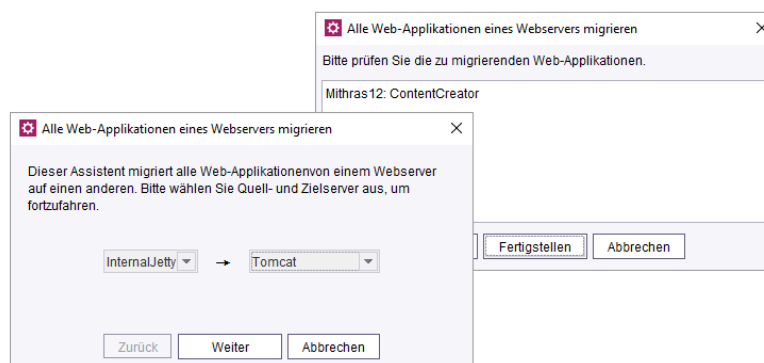 Alle Web-Applikationen eines Webservers migrieren
Bitte prüfen Sie die zu migrierenden Web-Applikationen.
Mithras12: ContentCreator
Fertigstellen Abbrechen
Alle Web-Applikationen eines Webservers migrieren
Dieser Assistent migriert alle Web-Applikationenvon einem Webserver
auf einen anderen. Bitte wählen Sie Quell- und Zielserver aus, um
fortzufahren.
InternalJetty → Tomcat
Zurück Weiter Abbrechen